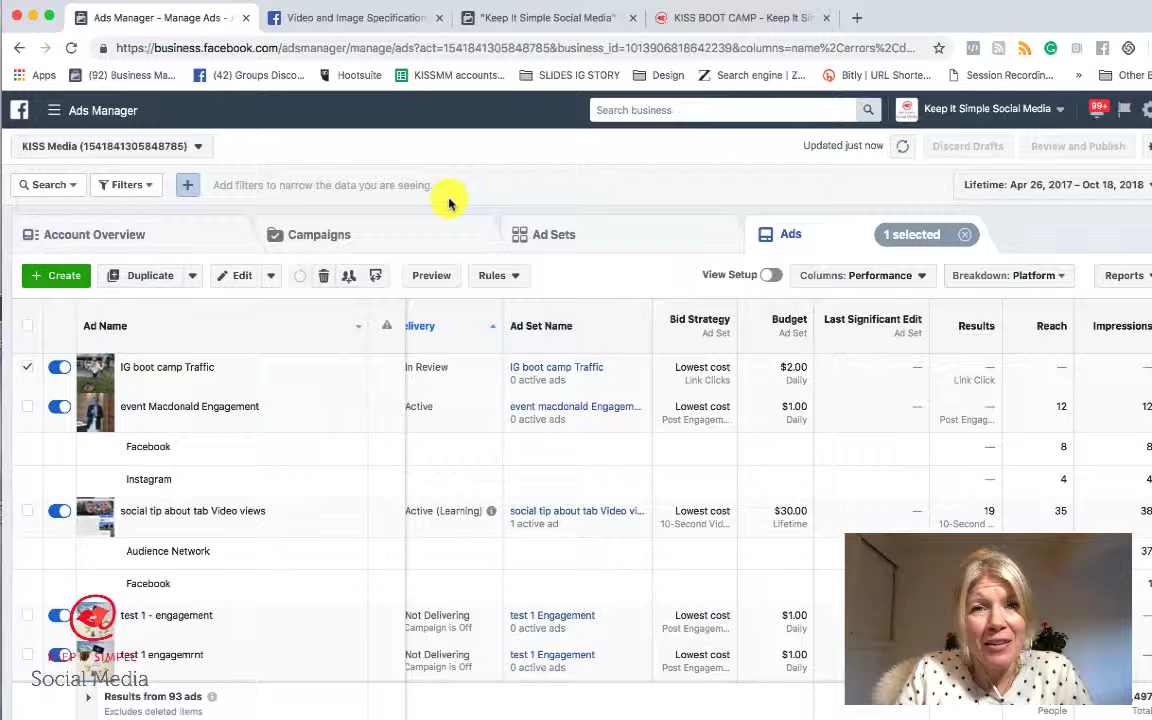 Ads Manager - Manage Ads - A
Video and Image Specification
"Keep It Simple Social Media"
KISS BOOT CAMP - Keep It Sim
https://business.facebook.com/adsmanager/manage/ads?act=1541841305848785&business_id=1013906818642239&columns=name%2Cerrors%2Cd...
Apps
(92) Business Ma...
(42) Groups Disco...
Hootsuite
KISSMM accounts...
SLIDES IG STORY
Design
Search engine | Z...
Bitly | URL Shorte...
Session Recordin...
»
Other B
Ads Manager
Search business
Keep It Simple Social Media
99+
KISS Media (1541841305848785)
Updated just now
Discard Drafts
Review and Publish
Search
Filters
+
Add filters to narrow the data you are seeing.
Lifetime: Apr 26, 2017 – Oct 18, 2018
Account Overview
Campaigns
Ad Sets
Ads
1 selected
+ Create
Duplicate
Edit
Preview
Rules
View Setup
Columns: Performance
Breakdown: Platform
Reports
Ad Name
livery
Ad Set Name
Bid Strategy
Ad Set
Budget
Ad Set
Last Significant Edit
Ad Set
Results
Reach
Impressions
IG boot camp Traffic
In Review
IG boot camp Traffic
0 active ads
Lowest cost
Link Clicks
$2.00
Daily
—
—
Link Click
—
—
event Macdonald Engagement
Active
event macdonald Engagem...
0 active ads
Lowest cost
Post Engagem...
$1.00
Daily
—
—
Post Engag...
12
12
Facebook
—
8
8
Instagram
—
4
4
social tip about tab Video views
Active (Learning)
social tip about tab Video vi...
1 active ad
Lowest cost
10-Second Vid...
$30.00
Lifetime
—
19
10-Second ...
35
38
Audience Network
37
Facebook
1
test 1 - engagement
Not Delivering
Campaign is Off
test 1 Engagement
0 active ads
Lowest cost
Post Engagem...
$1.00
Daily
test 1 engagemrnt
Not Delivering
Campaign is Off
test 1 Engagement
0 active ads
Lowest cost
Post Engagem...
$1.00
Daily
KEEP IT SIMPLE
Social Media
Results from 93 ads
Excludes deleted items
People
,497
Total